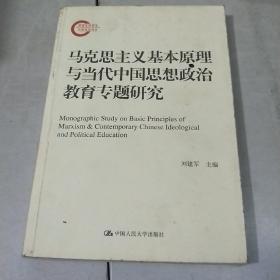 马克思主义基本原理
与当代中国思想政治
教育专题研究
Monographic Study on Basic Principles of
Marxism & Contemporary Chinese Ideological
and Political Education
刘建军 主编
中国人民大学出版社